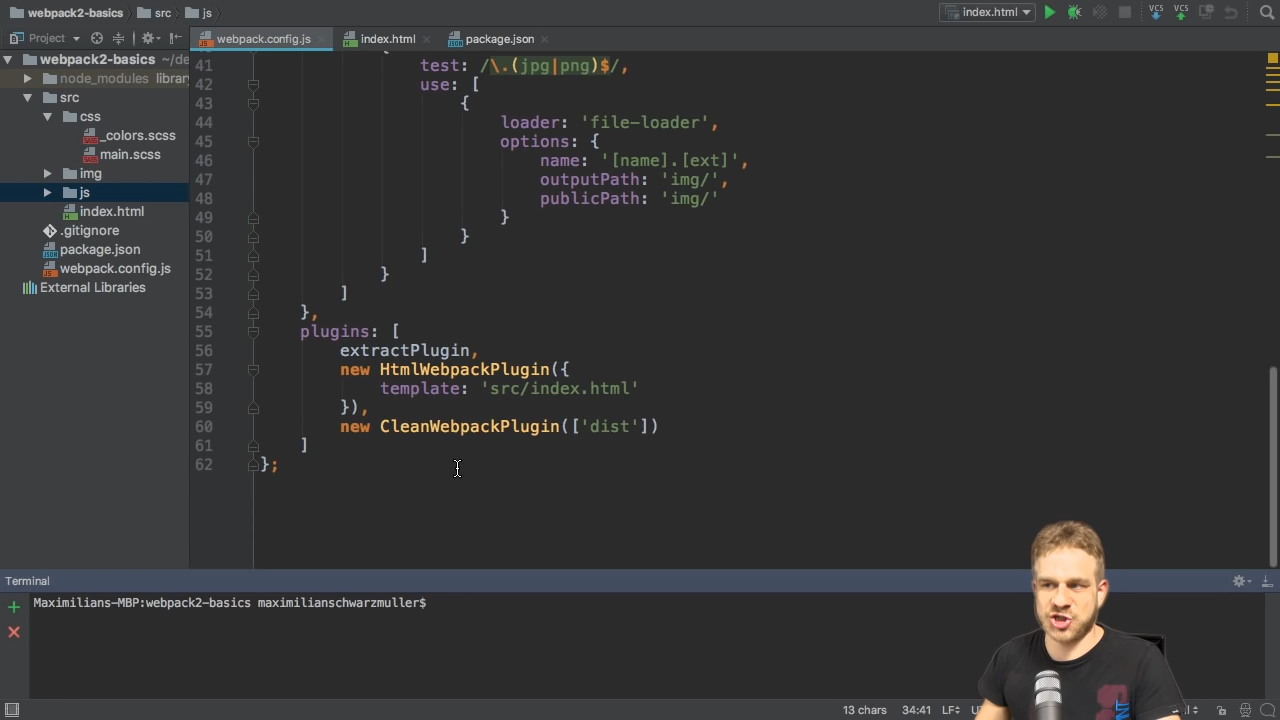 webpack2-basics src js index.html VCS VCS
Project webpack.config.js index.html package.json
webpack2-basics ~/de
node_modules library
src
css
_colors.scss
main.scss
img
js
index.html
.gitignore
package.json
webpack.config.js
External Libraries
41 test: /\.(jpg|png)$/,
42 use: [
43 {
44 loader: 'file-loader',
45 options: {
46 name: '[name].[ext]',
47 outputPath: 'img/',
48 publicPath: 'img/'
49 }
50 }
51 ]
52 }
53 ]
54 },
55 plugins: [
56 extractPlugin,
57 new HtmlWebpackPlugin({
58 template: 'src/index.html'
59 }),
60 new CleanWebpackPlugin(['dist'])
61 ]
62 };
Terminal
Maximilians-MBP:webpack2-basics maximilianschwarzmuller$
13 chars 34:41 LF